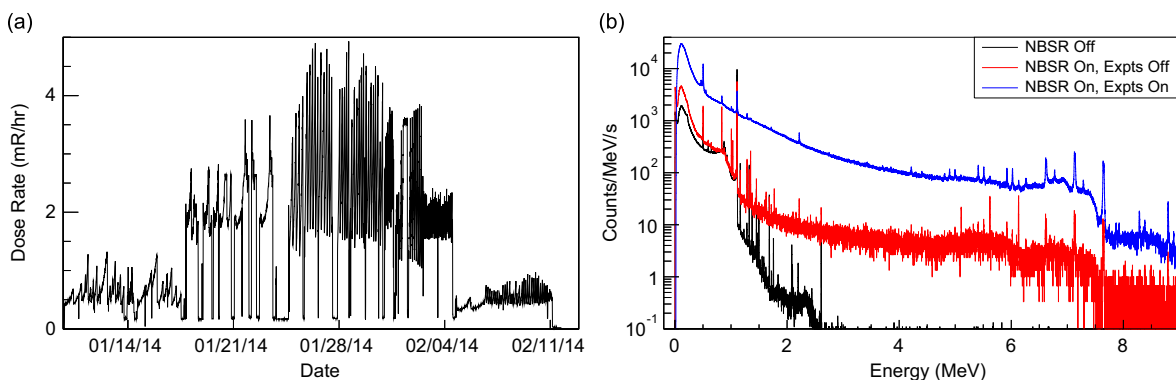 (a)
Dose Rate (mR/hr)
4
2
0
01/14/14 01/21/14 01/28/14 02/04/14 02/11/14
Date
(b)
NBSR Off
NBSR On, Expts Off
NBSR On, Expts On
Counts/MeV/s
10^4
10^3
10^2
10
1
10^-1
0 2 4 6 8
Energy (MeV)